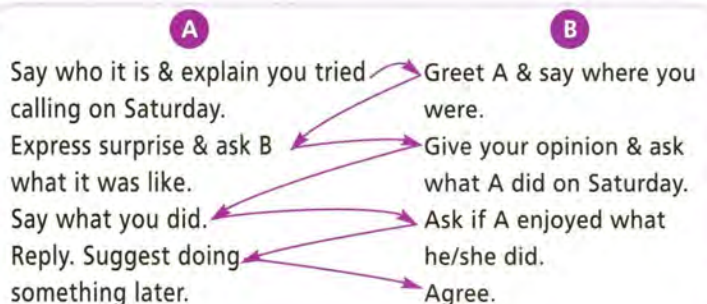 A
Say who it is & explain you tried
calling on Saturday.
Express surprise & ask B
what it was like.
Say what you did.
Reply. Suggest doing
something later.
B
Greet A & say where you
were.
Give your opinion & ask
what A did on Saturday.
Ask if A enjoyed what
he/she did.
Agree.